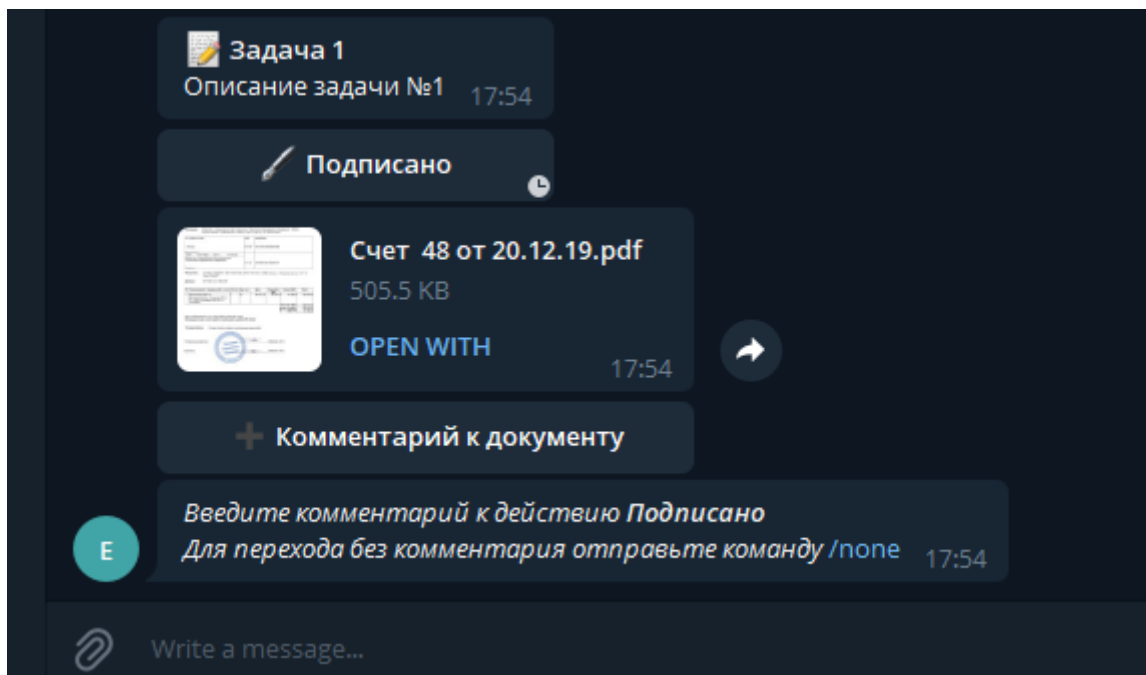 Задача 1
Описание задачи №1 17:54
Подписано
Счет 48 от 20.12.19.pdf
505.5 KB
OPEN WITH
17:54
Комментарий к документу
Введите комментарий к действию Подписано
Для перехода без комментария отправьте команду /none 17:54
E
Write a message...